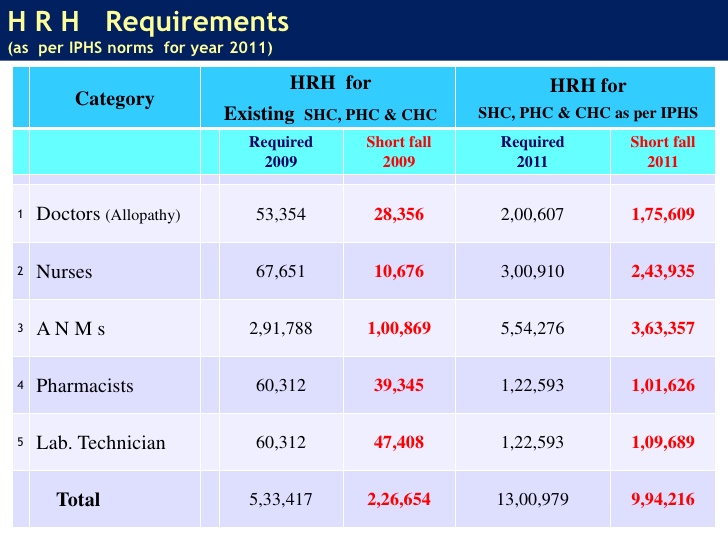 H R H Requirements
(as per IPHS norms for year 2011)
Category
HRH for
Existing SHC, PHC & CHC
HRH for
SHC, PHC & CHC as per IPHS
Required
2009
Short fall
2009
Required
2011
Short fall
2011
1 Doctors (Allopathy) 53,354 28,356 2,00,607 1,75,609
2 Nurses 67,651 10,676 3,00,910 2,43,935
3 A N M s 2,91,788 1,00,869 5,54,276 3,63,357
4 Pharmacists 60,312 39,345 1,22,593 1,01,626
5 Lab. Technician 60,312 47,408 1,22,593 1,09,689
Total 5,33,417 2,26,654 13,00,979 9,94,216